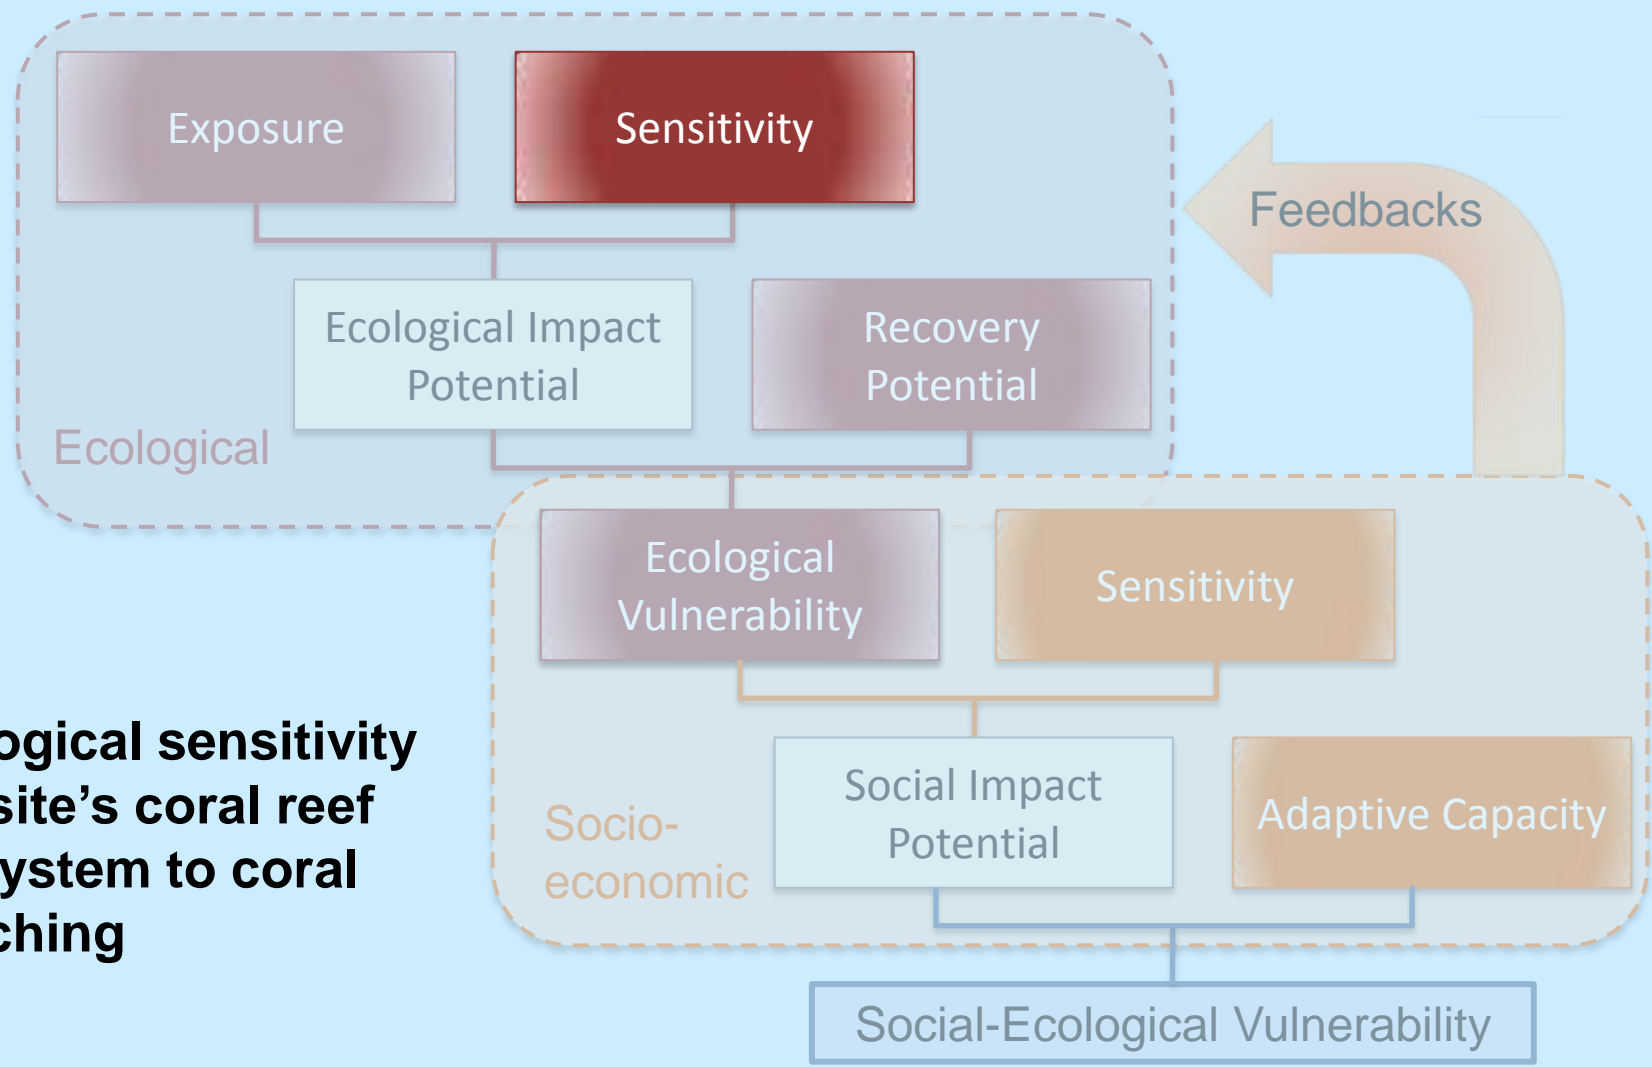 Exposure
Sensitivity
Feedbacks
Ecological Impact
Potential
Recovery
Potential
Ecological
Ecological
Vulnerability
Sensitivity
ogical sensitivity
site’s coral reef
ystem to coral
ching
Social Impact
Potential
Adaptive Capacity
Socio-
economic
Social-Ecological Vulnerability